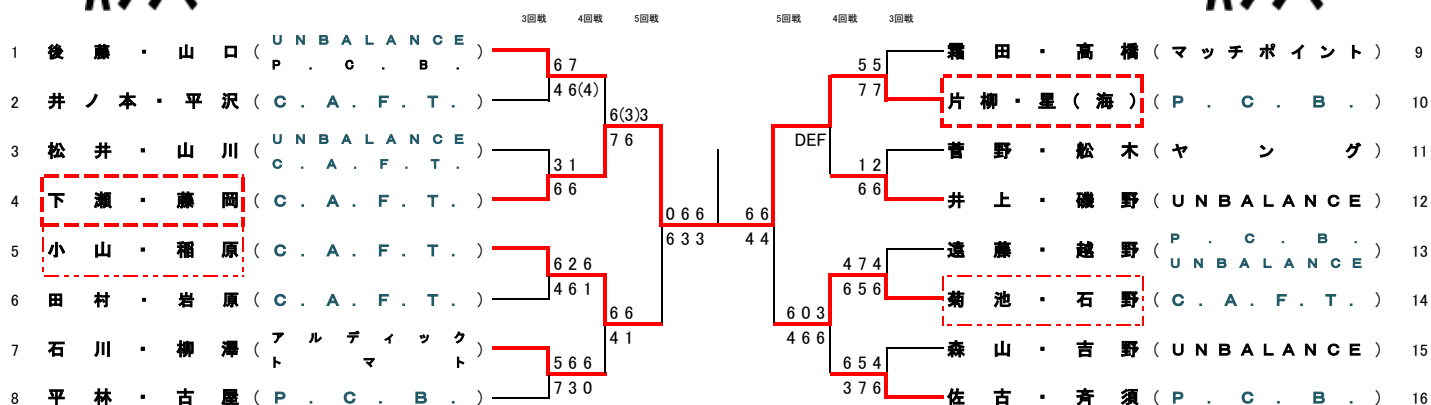 3回戦 4回戦 5回戦 5回戦 4回戦 3回戦
1 後藤・山口 (UNBALANCE P.C.B.)
2 井ノ本・平沢 (C.A.F.T.)
3 松井・山川 (UNBALANCE C.A.F.T.)
4 下瀬・藤岡 (C.A.F.T.)
5 小山・稲原 (C.A.F.T.)
6 田村・岩原 (C.A.F.T.)
7 石川・柳澤 (アルディック トマト)
8 平林・古屋 (P.C.B.)
67
46(4)
31
66
626
461
566
730
6(3)3
76
66
41
066
633
66
44
DEF
603
466
55
77
12
66
474
656
654
376
霜田・高橋 (マッチポイント) 9
片柳・星(海) (P.C.B.) 10
菅野・舩木 (ヤング) 11
井上・磯野 (UNBALANCE) 12
遠藤・越野 (P.C.B. UNBALANCE) 13
菊池・石野 (C.A.F.T.) 14
森山・吉野 (UNBALANCE) 15
佐古・斉須 (P.C.B.) 16